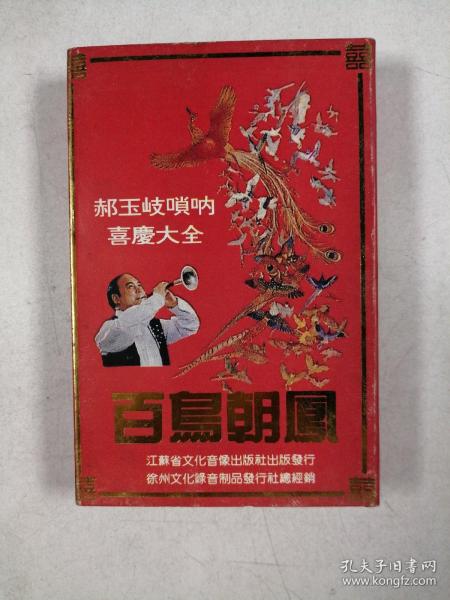 郝玉岐嗩呐
喜慶大全
百鳥朝鳳
江蘇省文化音像出版社出版發行
徐州文化錄音制品發行社總經銷
孔夫子旧书网
www.kongfz.com